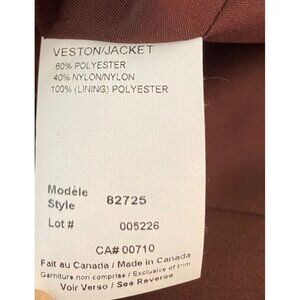 VESTON/JACKET
60% POLYESTER
40% NYLON/NYLON
100% (LINING) POLYESTER
Modèle
Style 82725
Lot # 005226
CA# 00710
Fait au Canada / Made in Canada
Garniture non comprise / Exclusive of trim
Voir Verso / See Reverse